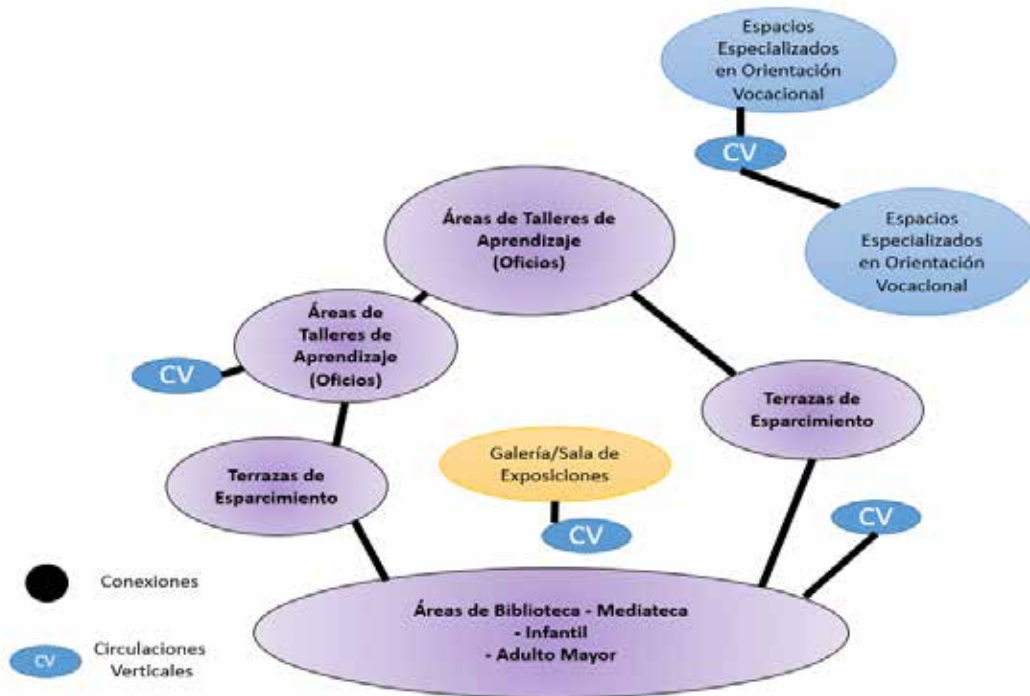 Espacios
Especializados
en Orientación
Vocacional
CV
Espacios
Especializados
en Orientación
Vocacional
Áreas de Talleres de
Aprendizaje
(Oficios)
Áreas de
Talleres de
Aprendizaje
(Oficios)
CV
Terrazas de
Esparcimiento
Galería/Sala de
Exposiciones
Terrazas de
Esparcimiento
CV
CV
Conexiones
Áreas de Biblioteca - Mediateca
- Infantil
- Adulto Mayor
CV
Circulaciones
Verticales